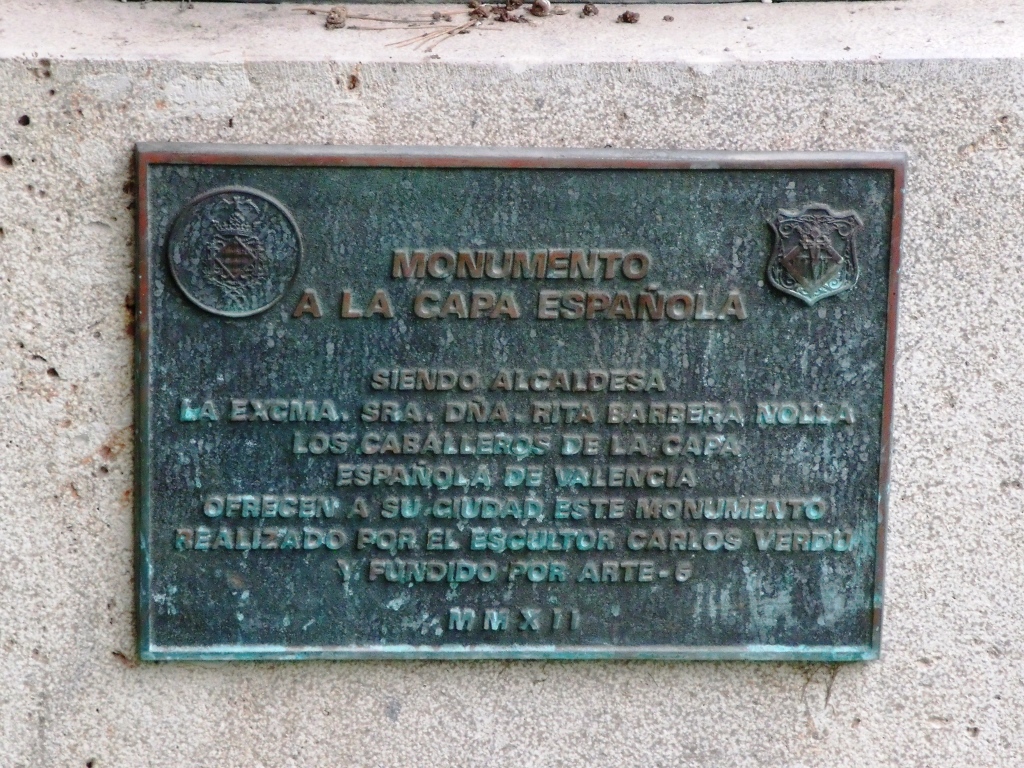 MONUMENTO
A LA CAPA ESPAÑOLA
SIENDO ALCALDESA
LA EXCMA. SRA. DÑA. RITA BARBERA NOLLA
LOS CABALLEROS DE LA CAPA
ESPAÑOLA DE VALENCIA
OFRECEN A SU CIUDAD ESTE MONUMENTO
REALIZADO POR EL ESCULTOR CARLOS VERDU
Y FUNDIDO POR ARTE-6
MMXII